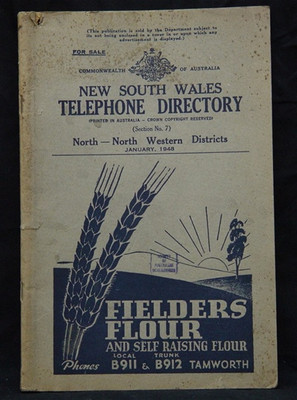 (This publication is sold by the Department subject to
its not being enclosed in a cover in or upon which any
advertisement is displayed.)
FOR SALE
COMMONWEALTH OF AUSTRALIA
NEW SOUTH WALES
TELEPHONE DIRECTORY
(PRINTED IN AUSTRALIA — CROWN COPYRIGHT RESERVED)
(Section No. 7)
North — North Western Districts
JANUARY, 1948
FIELDERS
FLOUR
AND SELF RAISING FLOUR
LOCAL TRUNK
Phones B911 & B912 TAMWORTH